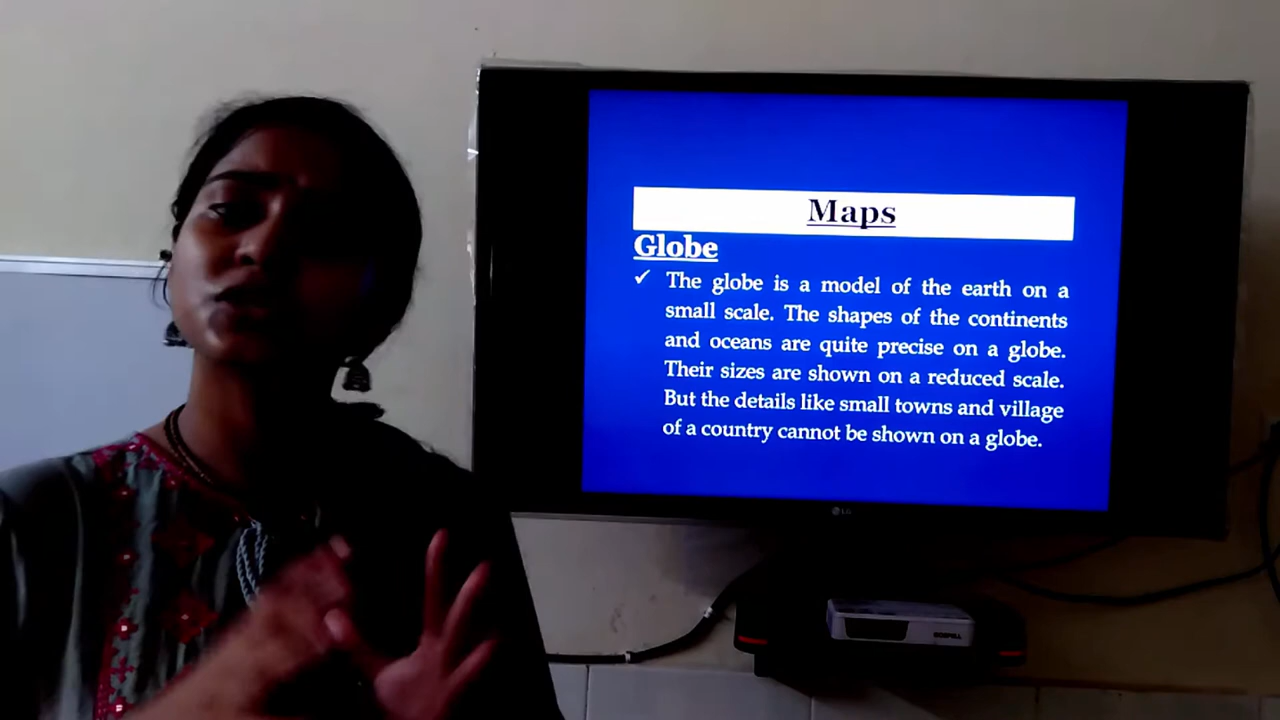 Maps
Globe
✓ The globe is a model of the earth on a
small scale. The shapes of the continents
and oceans are quite precise on a globe.
Their sizes are shown on a reduced scale.
But the details like small towns and village
of a country cannot be shown on a globe.
LG